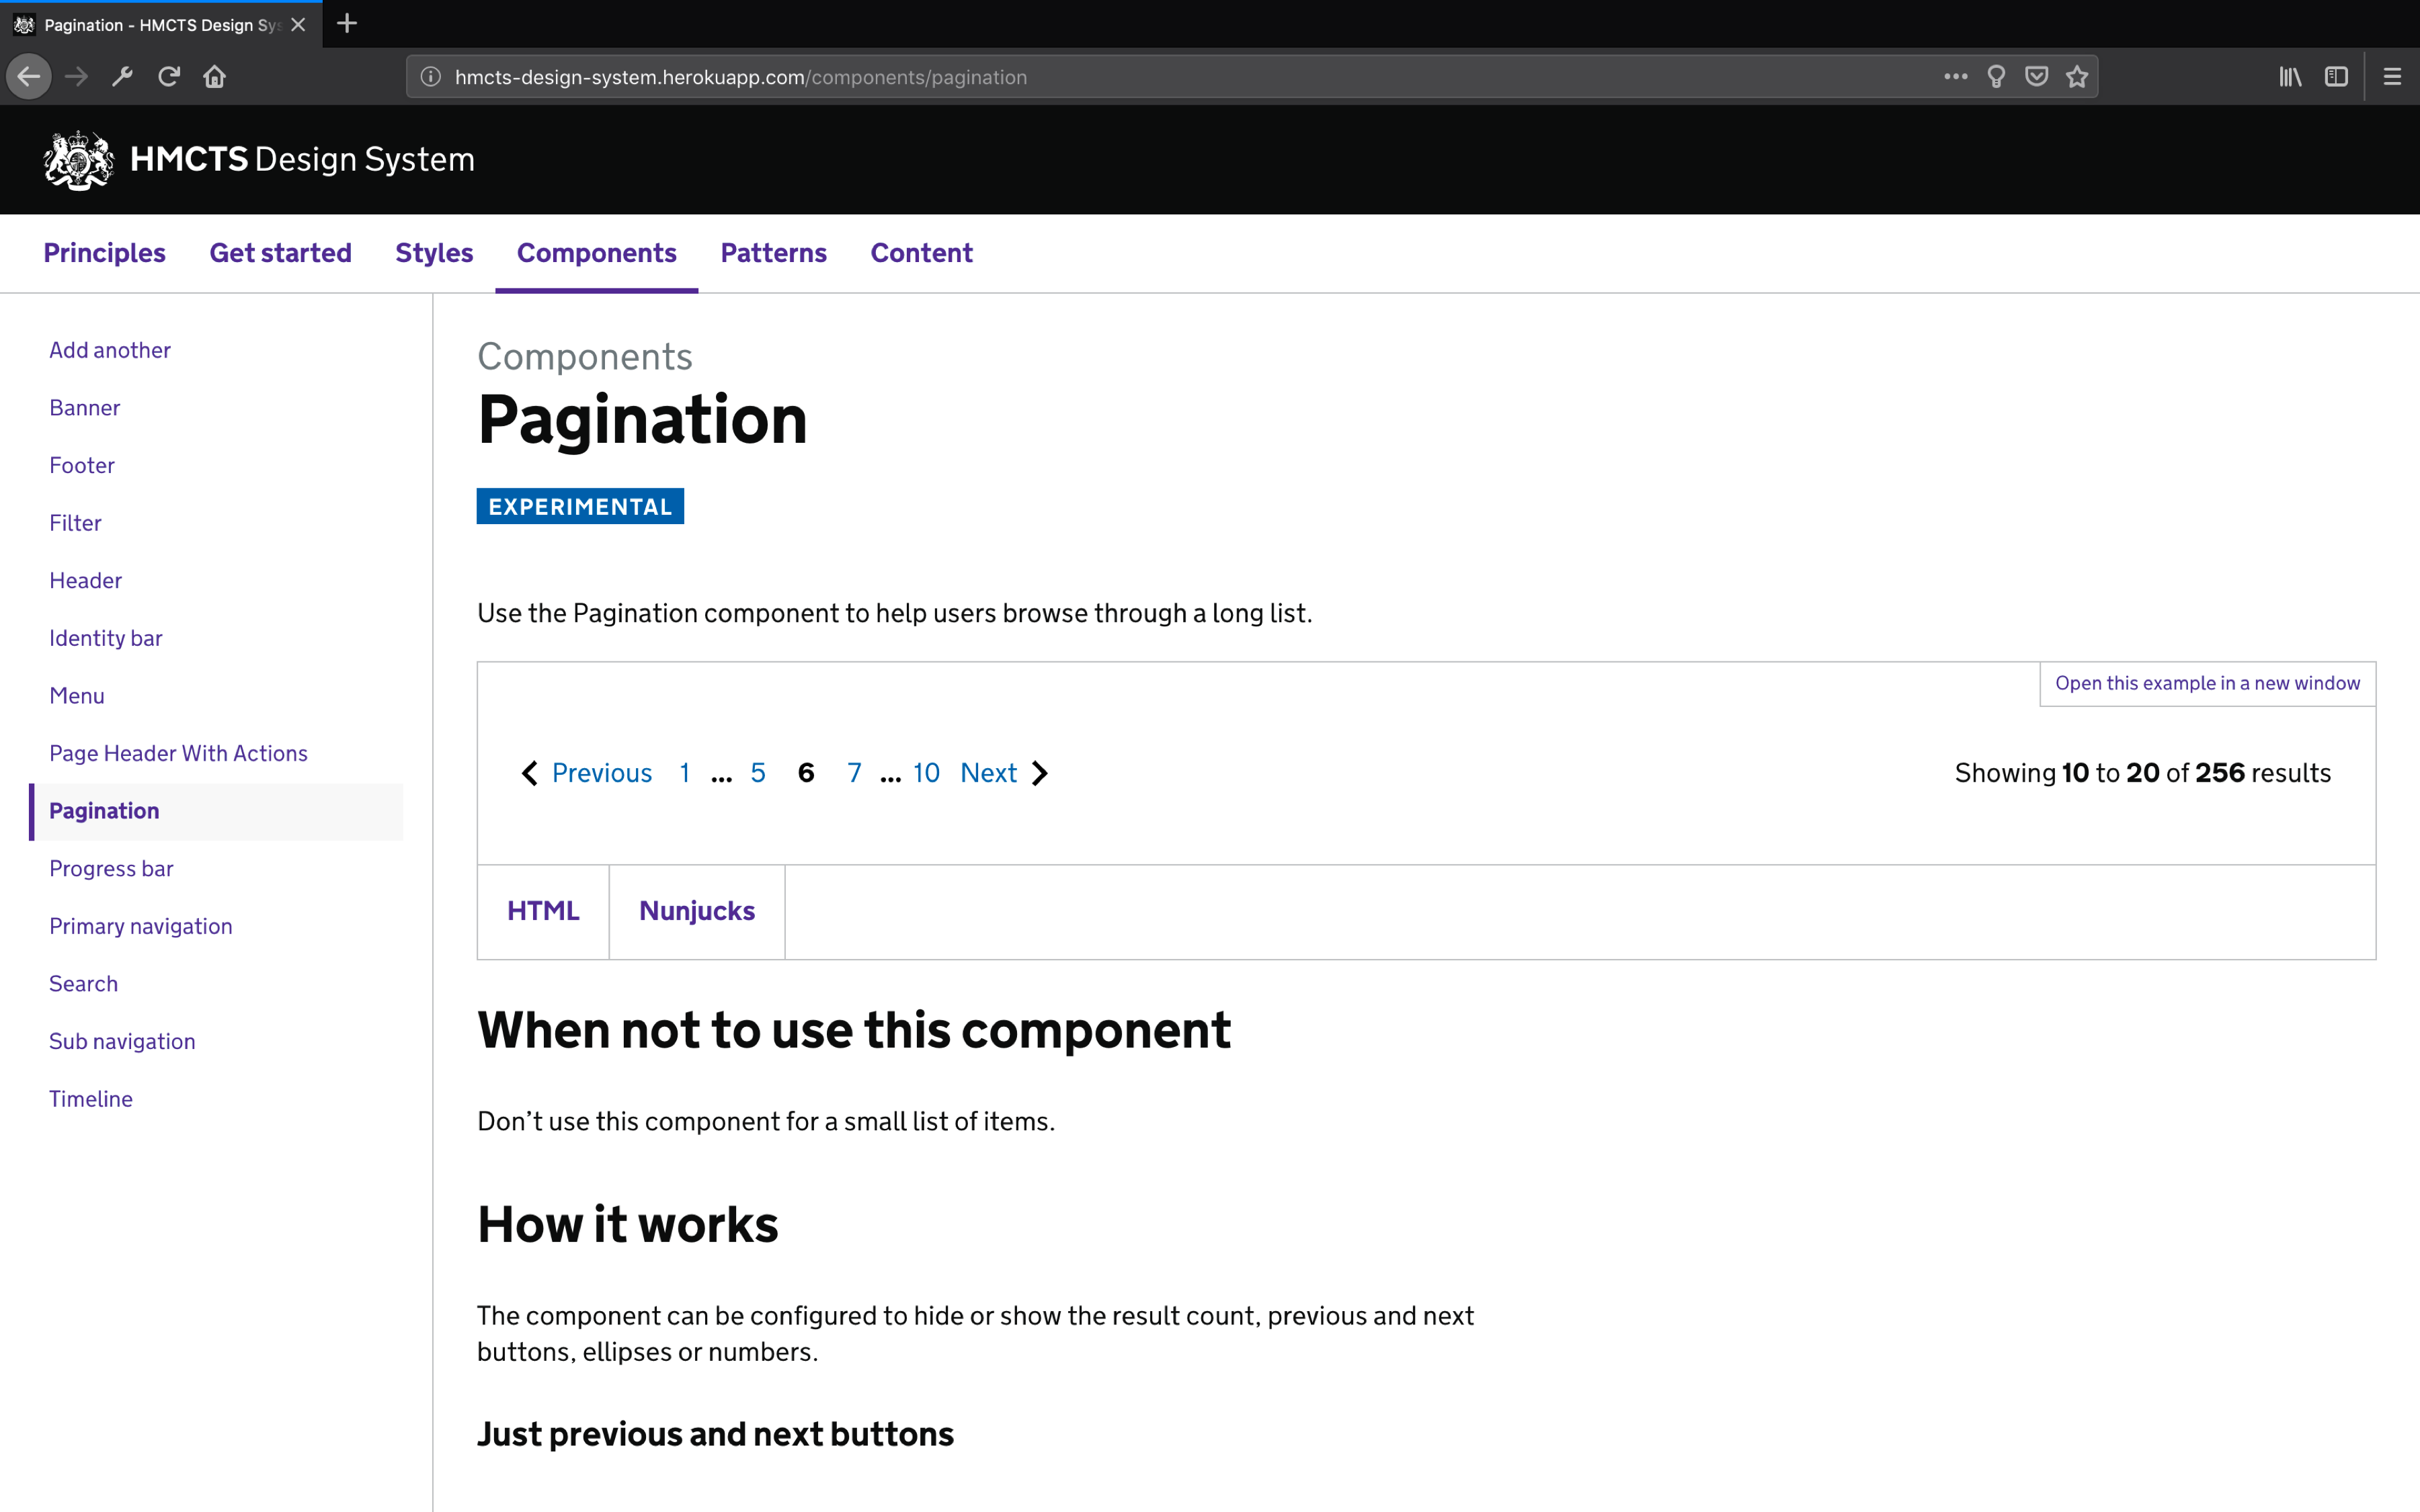 Pagination - HMCTS Design Sys
hmcts-design-system.herokuapp.com/components/pagination
HMCTS Design System
Principles Get started Styles Components Patterns Content
Add another
Banner
Footer
Filter
Header
Identity bar
Menu
Page Header With Actions
Pagination
Progress bar
Primary navigation
Search
Sub navigation
Timeline
Components
Pagination
EXPERIMENTAL
Use the Pagination component to help users browse through a long list.
Open this example in a new window
Previous 1 ... 5 6 7 ... 10 Next Showing 10 to 20 of 256 results
HTML Nunjucks
When not to use this component
Don’t use this component for a small list of items.
How it works
The component can be configured to hide or show the result count, previous and next
buttons, ellipses or numbers.
Just previous and next buttons